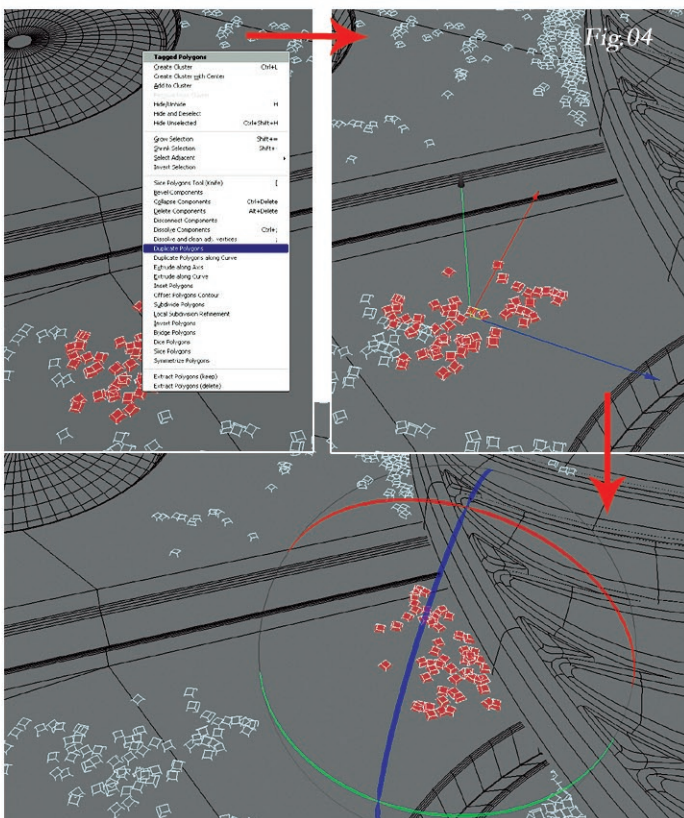 Fig.04
Tagged Polygons
Create Cluster Ctrl+L
Create Cluster with Center
Add to Cluster
Hide/Unhide H
Hide and Deselect
Hide Unselected Ctrl+Shift+H
Grow Selection Shift++
Shrink Selection Shift+-
Select Adjacent
Invert Selection
Slice Polygons Tool (Knife) [
Bevel Components
Collapse Components Ctrl+Delete
Delete Components Alt+Delete
Disconnect Components
Dissolve Components Ctrl+;
Dissolve and clean adj. vertices ;
Duplicate Polygons
Duplicate Polygons along Curve
Extrude along Axis
Extrude along Curve
Inset Polygons
Offset Polygons Contour
Subdivide Polygons
Local Subdivision Refinement
Invert Polygons
Bridge Polygons
Dice Polygons
Slice Polygons
Symmetrize Polygons
Extract Polygons (keep)
Extract Polygons (delete)